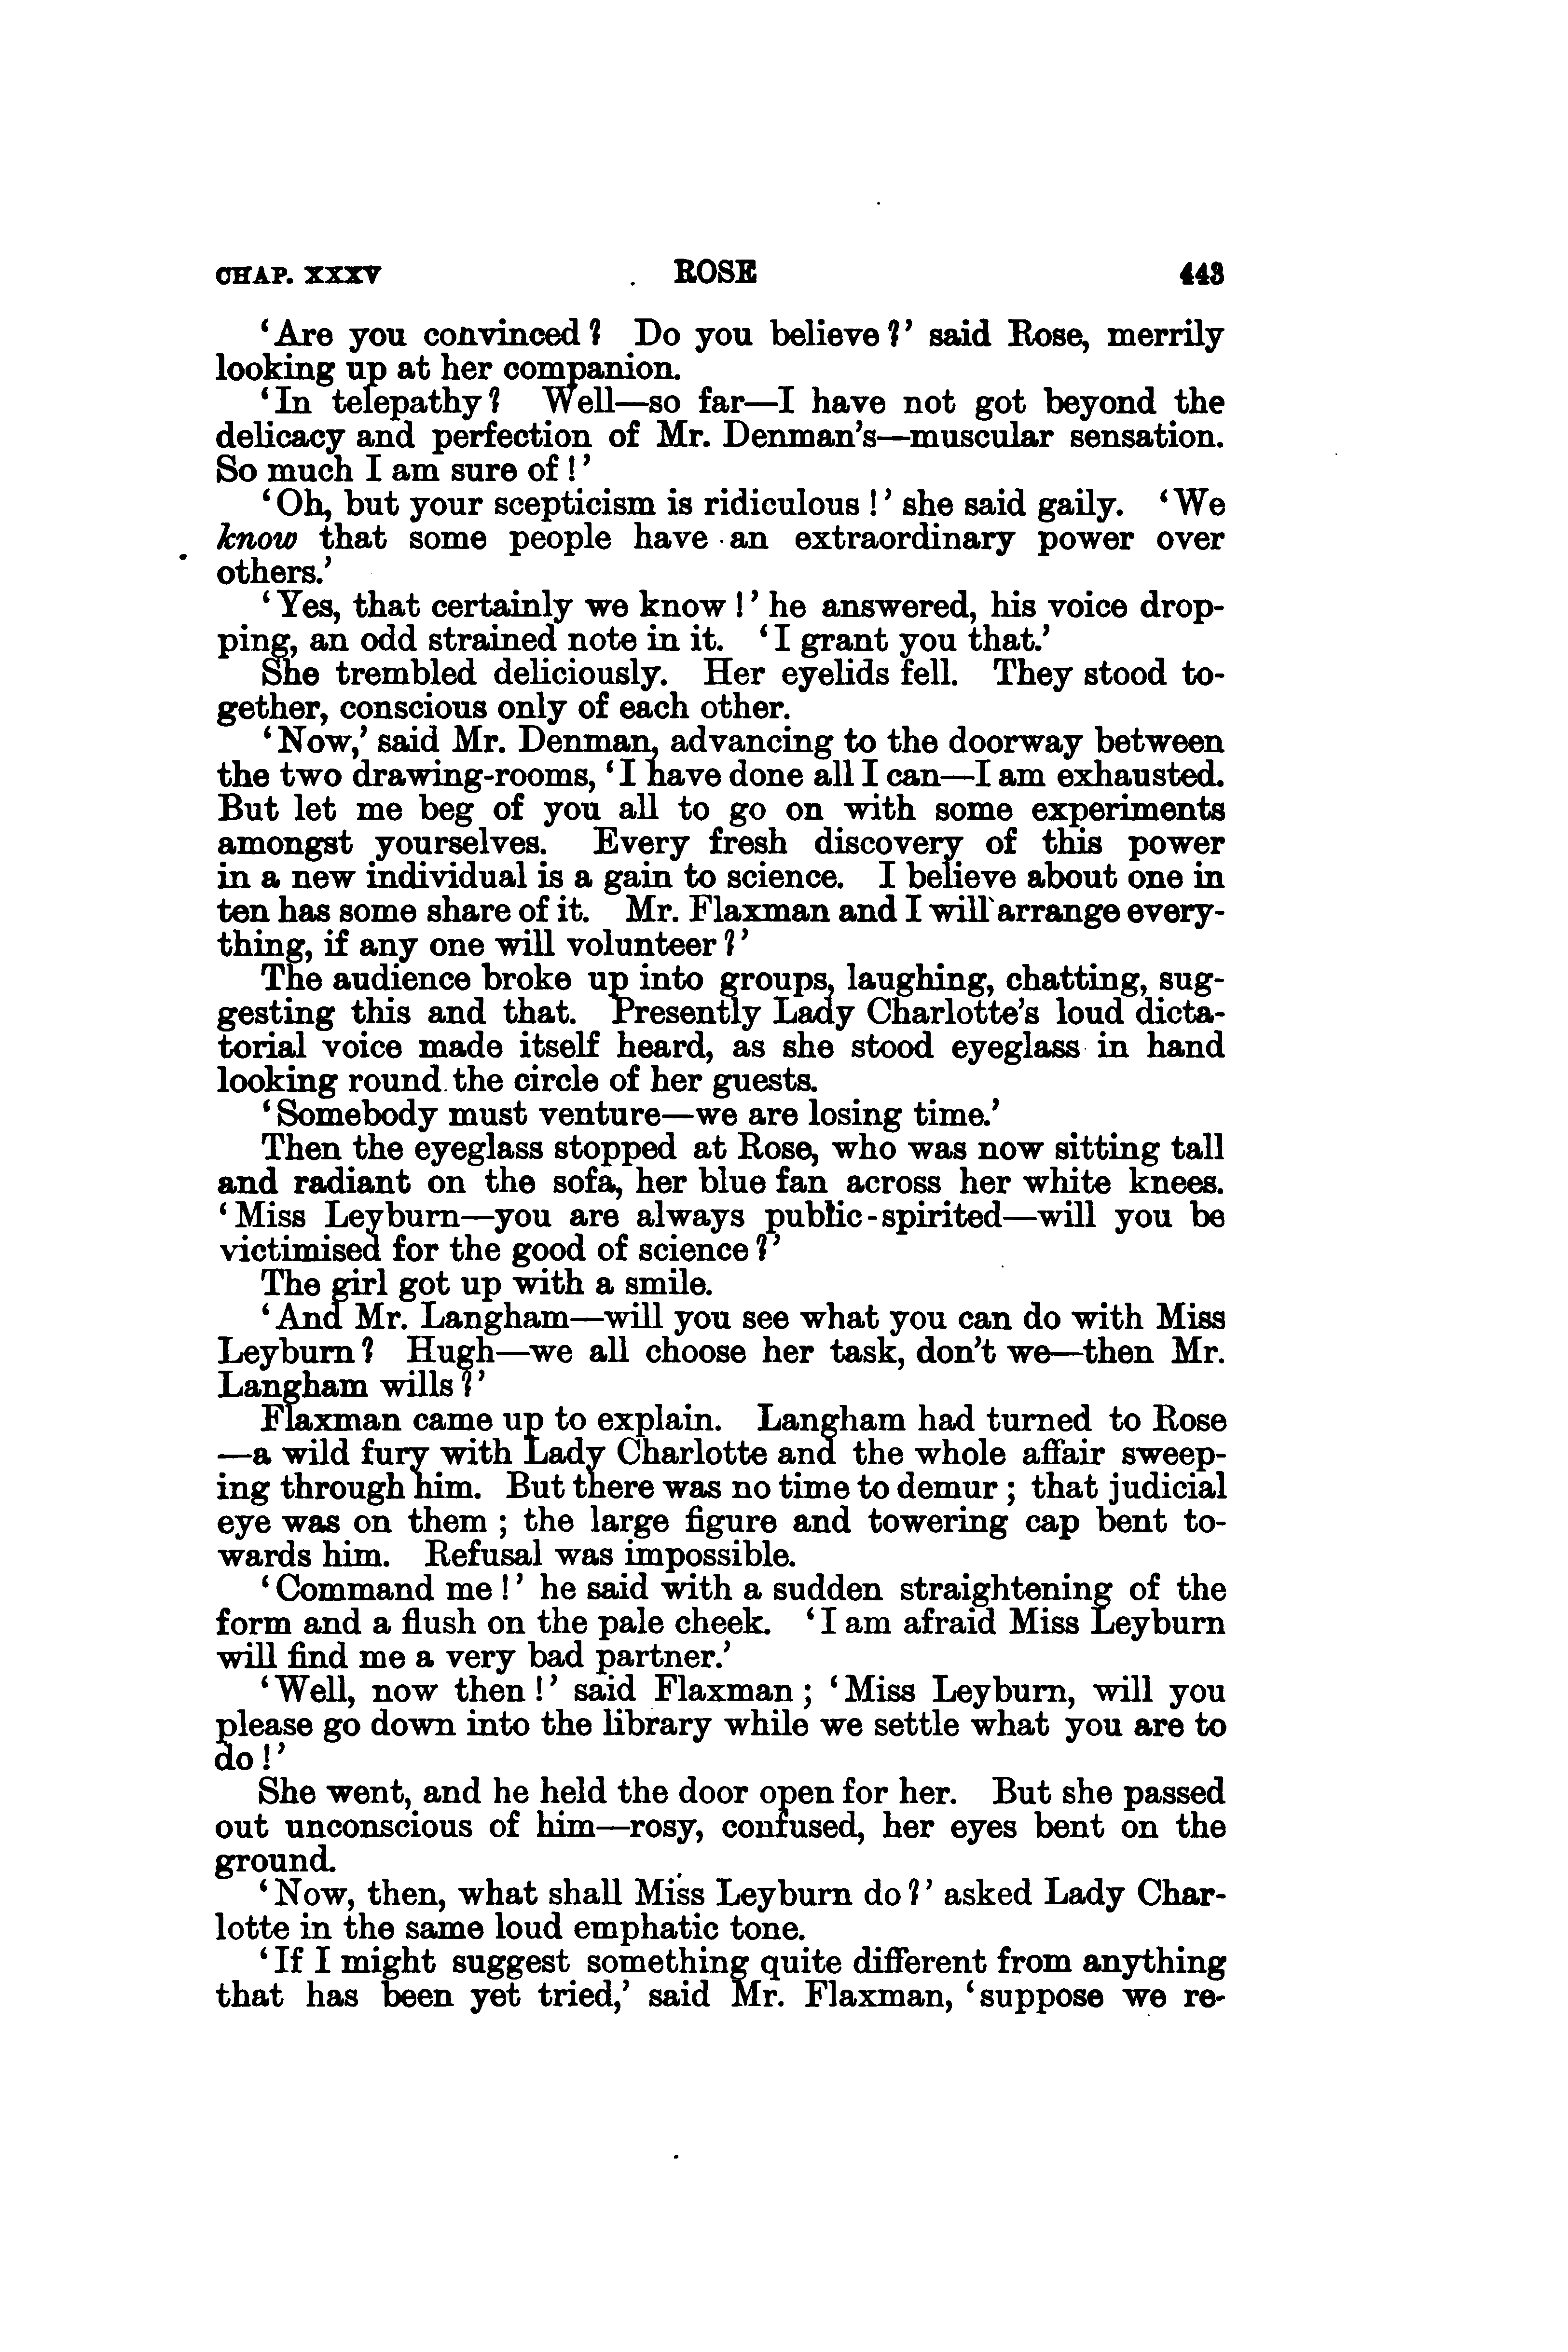 CHAP. XXXV ROSE 443
‘Are you convinced? Do you believe?’ said Rose, merrily
looking up at her companion.
‘In telepathy? Well—so far—I have not got beyond the
delicacy and perfection of Mr. Denman’s—muscular sensation.
So much I am sure of!’
‘Oh, but your scepticism is ridiculous!’ she said gaily. ‘We
know that some people have an extraordinary power over
others.’
‘Yes, that certainly we know!’ he answered, his voice drop-
ping, an odd strained note in it. ‘I grant you that.’
She trembled deliciously. Her eyelids fell. They stood to-
gether, conscious only of each other.
‘Now,’ said Mr. Denman, advancing to the doorway between
the two drawing-rooms, ‘I have done all I can—I am exhausted.
But let me beg of you all to go on with some experiments
amongst yourselves. Every fresh discovery of this power
in a new individual is a gain to science. I believe about one in
ten has some share of it. Mr. Flaxman and I will arrange every-
thing, if any one will volunteer?’
The audience broke up into groups, laughing, chatting, sug-
gesting this and that. Presently Lady Charlotte’s loud dicta-
torial voice made itself heard, as she stood eyeglass in hand
looking round the circle of her guests.
‘Somebody must venture—we are losing time.’
Then the eyeglass stopped at Rose, who was now sitting tall
and radiant on the sofa, her blue fan across her white knees.
‘Miss Leyburn—you are always public-spirited—will you be
victimised for the good of science?’
The girl got up with a smile.
‘And Mr. Langham—will you see what you can do with Miss
Leyburn? Hugh—we all choose her task, don’t we—then Mr.
Langham wills?’
Flaxman came up to explain. Langham had turned to Rose
—a wild fury with Lady Charlotte and the whole affair sweep-
ing through him. But there was no time to demur; that judicial
eye was on them; the large figure and towering cap bent to-
wards him. Refusal was impossible.
‘Command me!’ he said with a sudden straightening of the
form and a flush on the pale cheek. ‘I am afraid Miss Leyburn
will find me a very bad partner.’
‘Well, now then!’ said Flaxman; ‘Miss Leyburn, will you
please go down into the library while we settle what you are to
do!’
She went, and he held the door open for her. But she passed
out unconscious of him—rosy, confused, her eyes bent on the
ground.
‘Now, then, what shall Miss Leyburn do?’ asked Lady Char-
lotte in the same loud emphatic tone.
‘If I might suggest something quite different from anything
that has been yet tried,’ said Mr. Flaxman, ‘suppose we re-